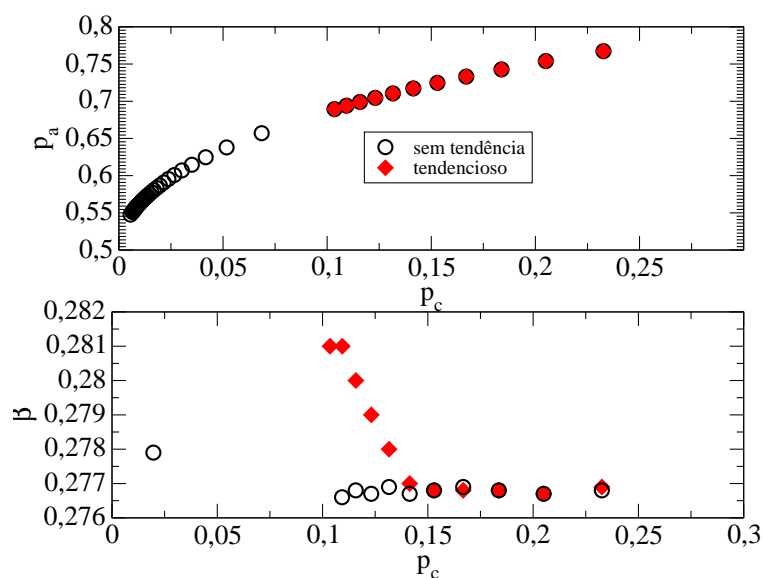 0,8
0,75
0,7
0,65
0,6
0,55
0,5
p_a
sem tendência
tendencioso
0 0,05 0,1 0,15 0,2 0,25
p_c
0,282
0,281
0,28
0,279
0,278
0,277
0,276
β
0 0,05 0,1 0,15 0,2 0,25 0,3
p_c